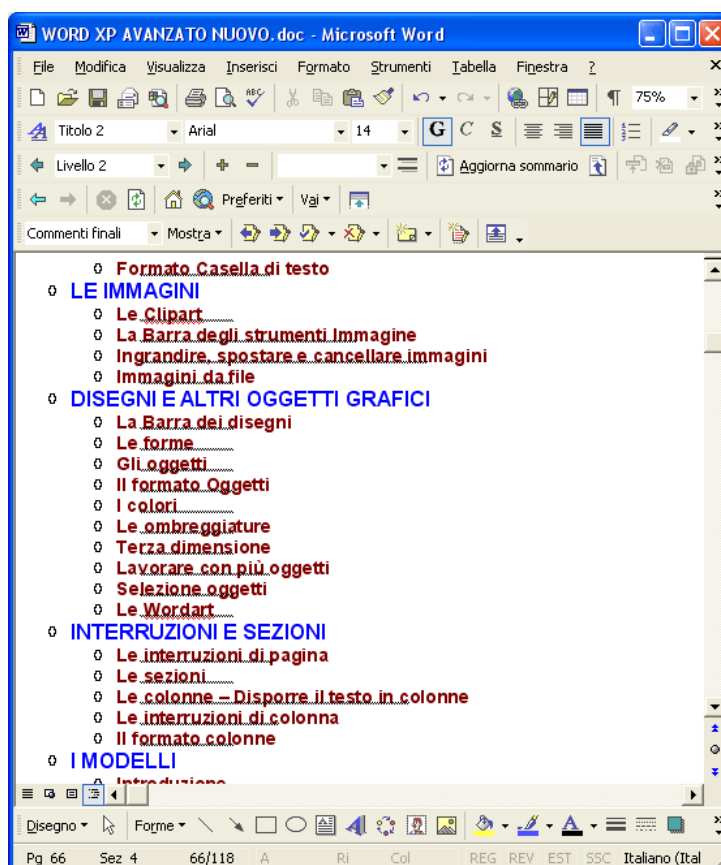 WORD XP AVANZATO NUOVO.doc - Microsoft Word
File Modifica Visualizza Inserisci Formato Strumenti Tabella Finestra ?
75%
Titolo 2 Arial 14 G C S
Livello 2 Aggiorna sommario
Preferiti Vai
Commenti finali Mostra
Formato Casella di testo
LE IMMAGINI
Le Clipart
La Barra degli strumenti Immagine
Ingrandire, spostare e cancellare immagini
Immagini da file
DISEGNI E ALTRI OGGETTI GRAFICI
La Barra dei disegni
Le forme
Gli oggetti
Il formato Oggetti
I colori
Le ombreggiature
Terza dimensione
Lavorare con più oggetti
Selezione oggetti
Le Wordart
INTERRUZIONI E SEZIONI
Le interruzioni di pagina
Le sezioni
Le colonne – Disporre il testo in colonne
Le interruzioni di colonna
Il formato colonne
I MODELLI
Introduzione
Disegno Forme
Pg 66 Sez 4 66/118 A Ri Col REG REV EST SSC Italiano (Ital